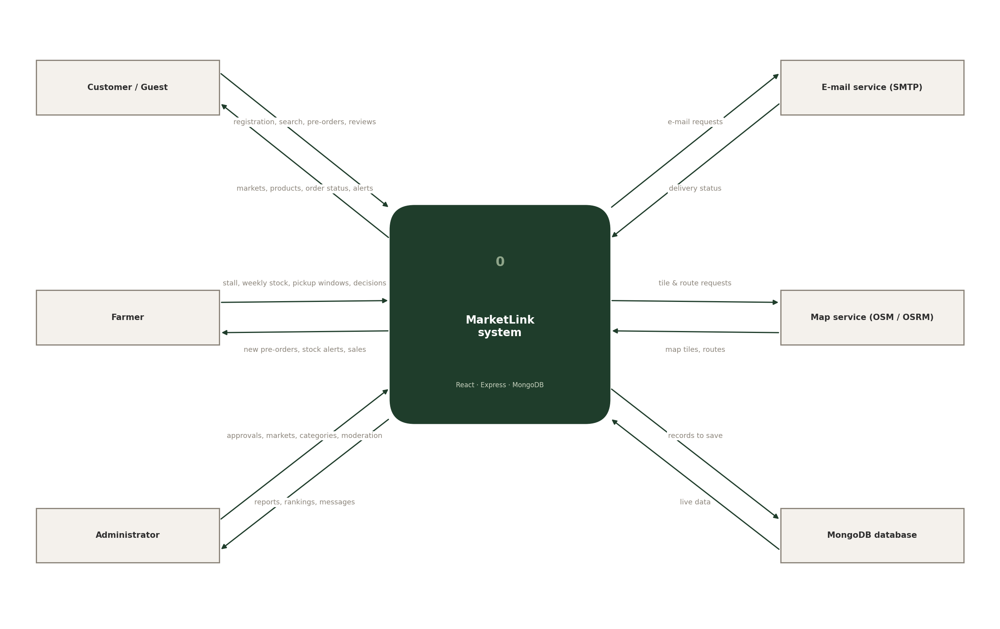 Customer / Guest
E-mail service (SMTP)
registration, search, pre-orders, reviews
e-mail requests
markets, products, order status, alerts
delivery status
0
stall, weekly stock, pickup windows, decisions
tile & route requests
Farmer
MarketLink
system
Map service (OSM / OSRM)
new pre-orders, stock alerts, sales
map tiles, routes
React · Express · MongoDB
approvals, markets, categories, moderation
records to save
reports, rankings, messages
live data
Administrator
MongoDB database